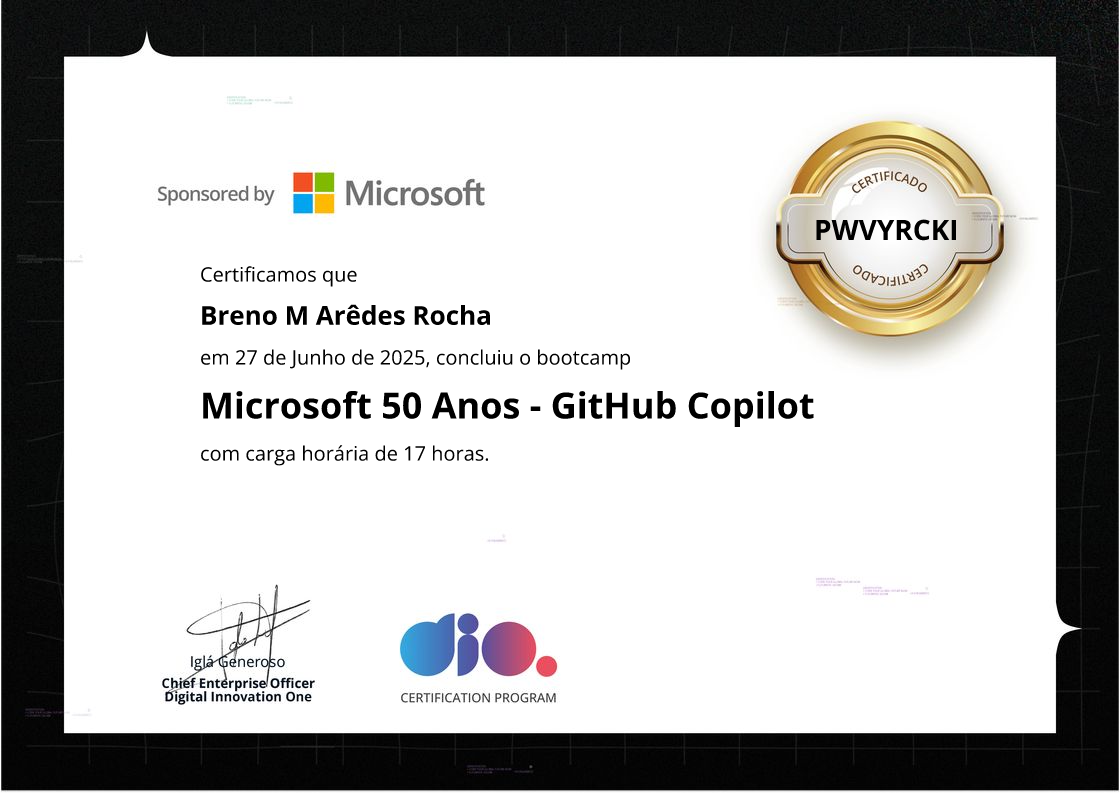 Sponsored by Microsoft
CERTIFICADO
PWVYRCKI
CERTIFICADO
Certificamos que
Breno M Arêdes Rocha
em 27 de Junho de 2025, concluiu o bootcamp
Microsoft 50 Anos - GitHub Copilot
com carga horária de 17 horas.
Iglá Generoso
Chief Enterprise Officer
Digital Innovation One
dio.
CERTIFICATION PROGRAM